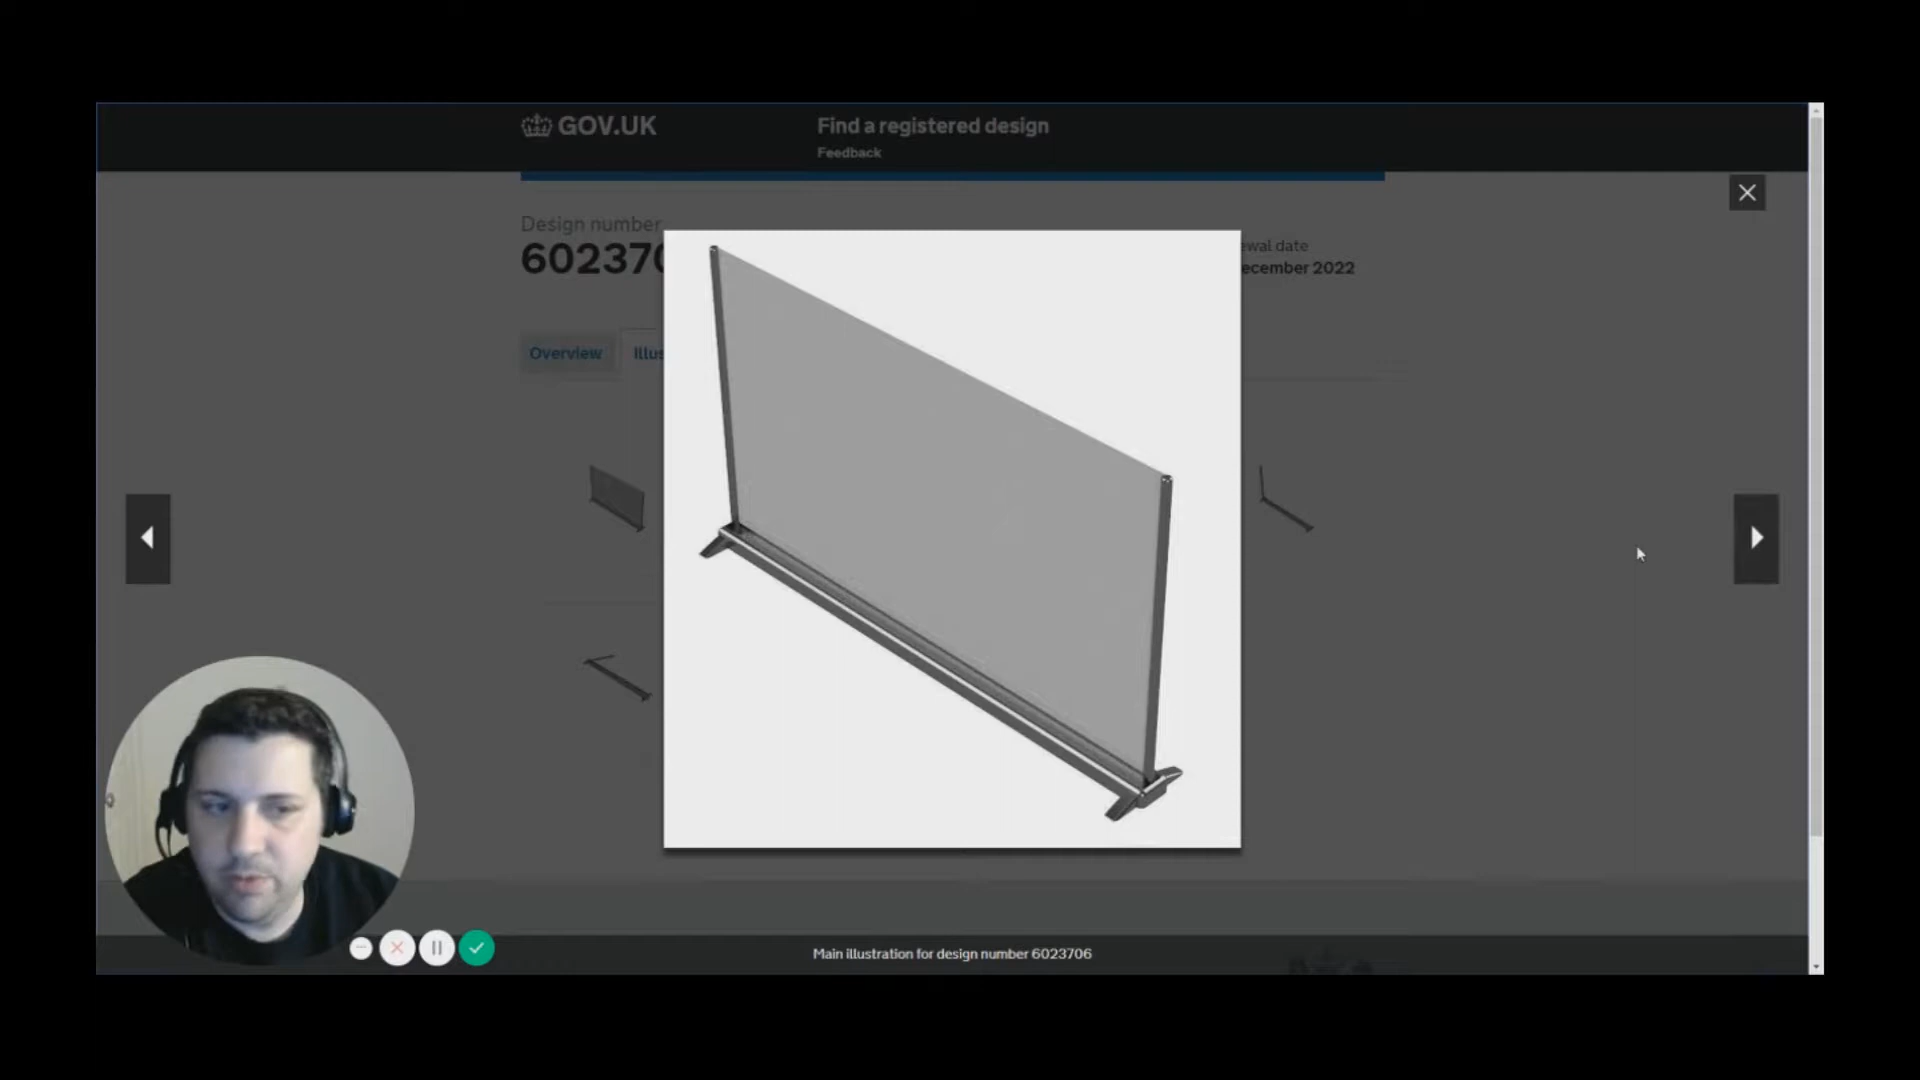 GOV.UK
Find a registered design
Feedback
Design number
602370
ewal date
ecember 2022
Overview
Illus
Main illustration for design number 6023706